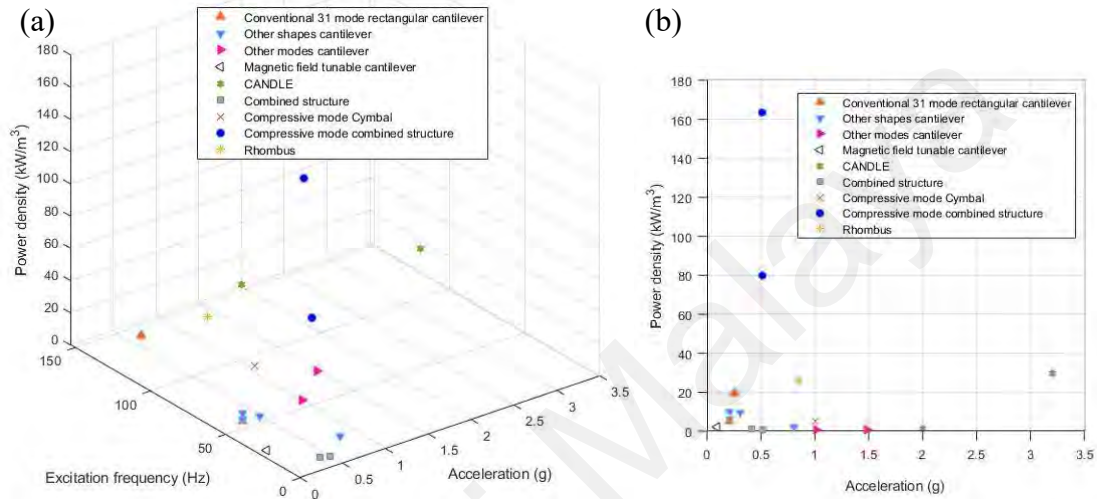 (a)
Conventional 31 mode rectangular cantilever
Other shapes cantilever
Other modes cantilever
Magnetic field tunable cantilever
CANDLE
Combined structure
Compressive mode Cymbal
Compressive mode combined structure
Rhombus
Power density (kW/m³)
180
160
140
120
100
80
60
40
20
0
150
100
50
0
Excitation frequency (Hz)
0
0.5
1
1.5
2
2.5
3
3.5
Acceleration (g)
(b)
Conventional 31 mode rectangular cantilever
Other shapes cantilever
Other modes cantilever
Magnetic field tunable cantilever
CANDLE
Combined structure
Compressive mode Cymbal
Compressive mode combined structure
Rhombus
Power density (kW/m³)
180
160
140
120
100
80
60
40
20
0
0 0.5 1 1.5 2 2.5 3 3.5
Acceleration (g)
Malaya